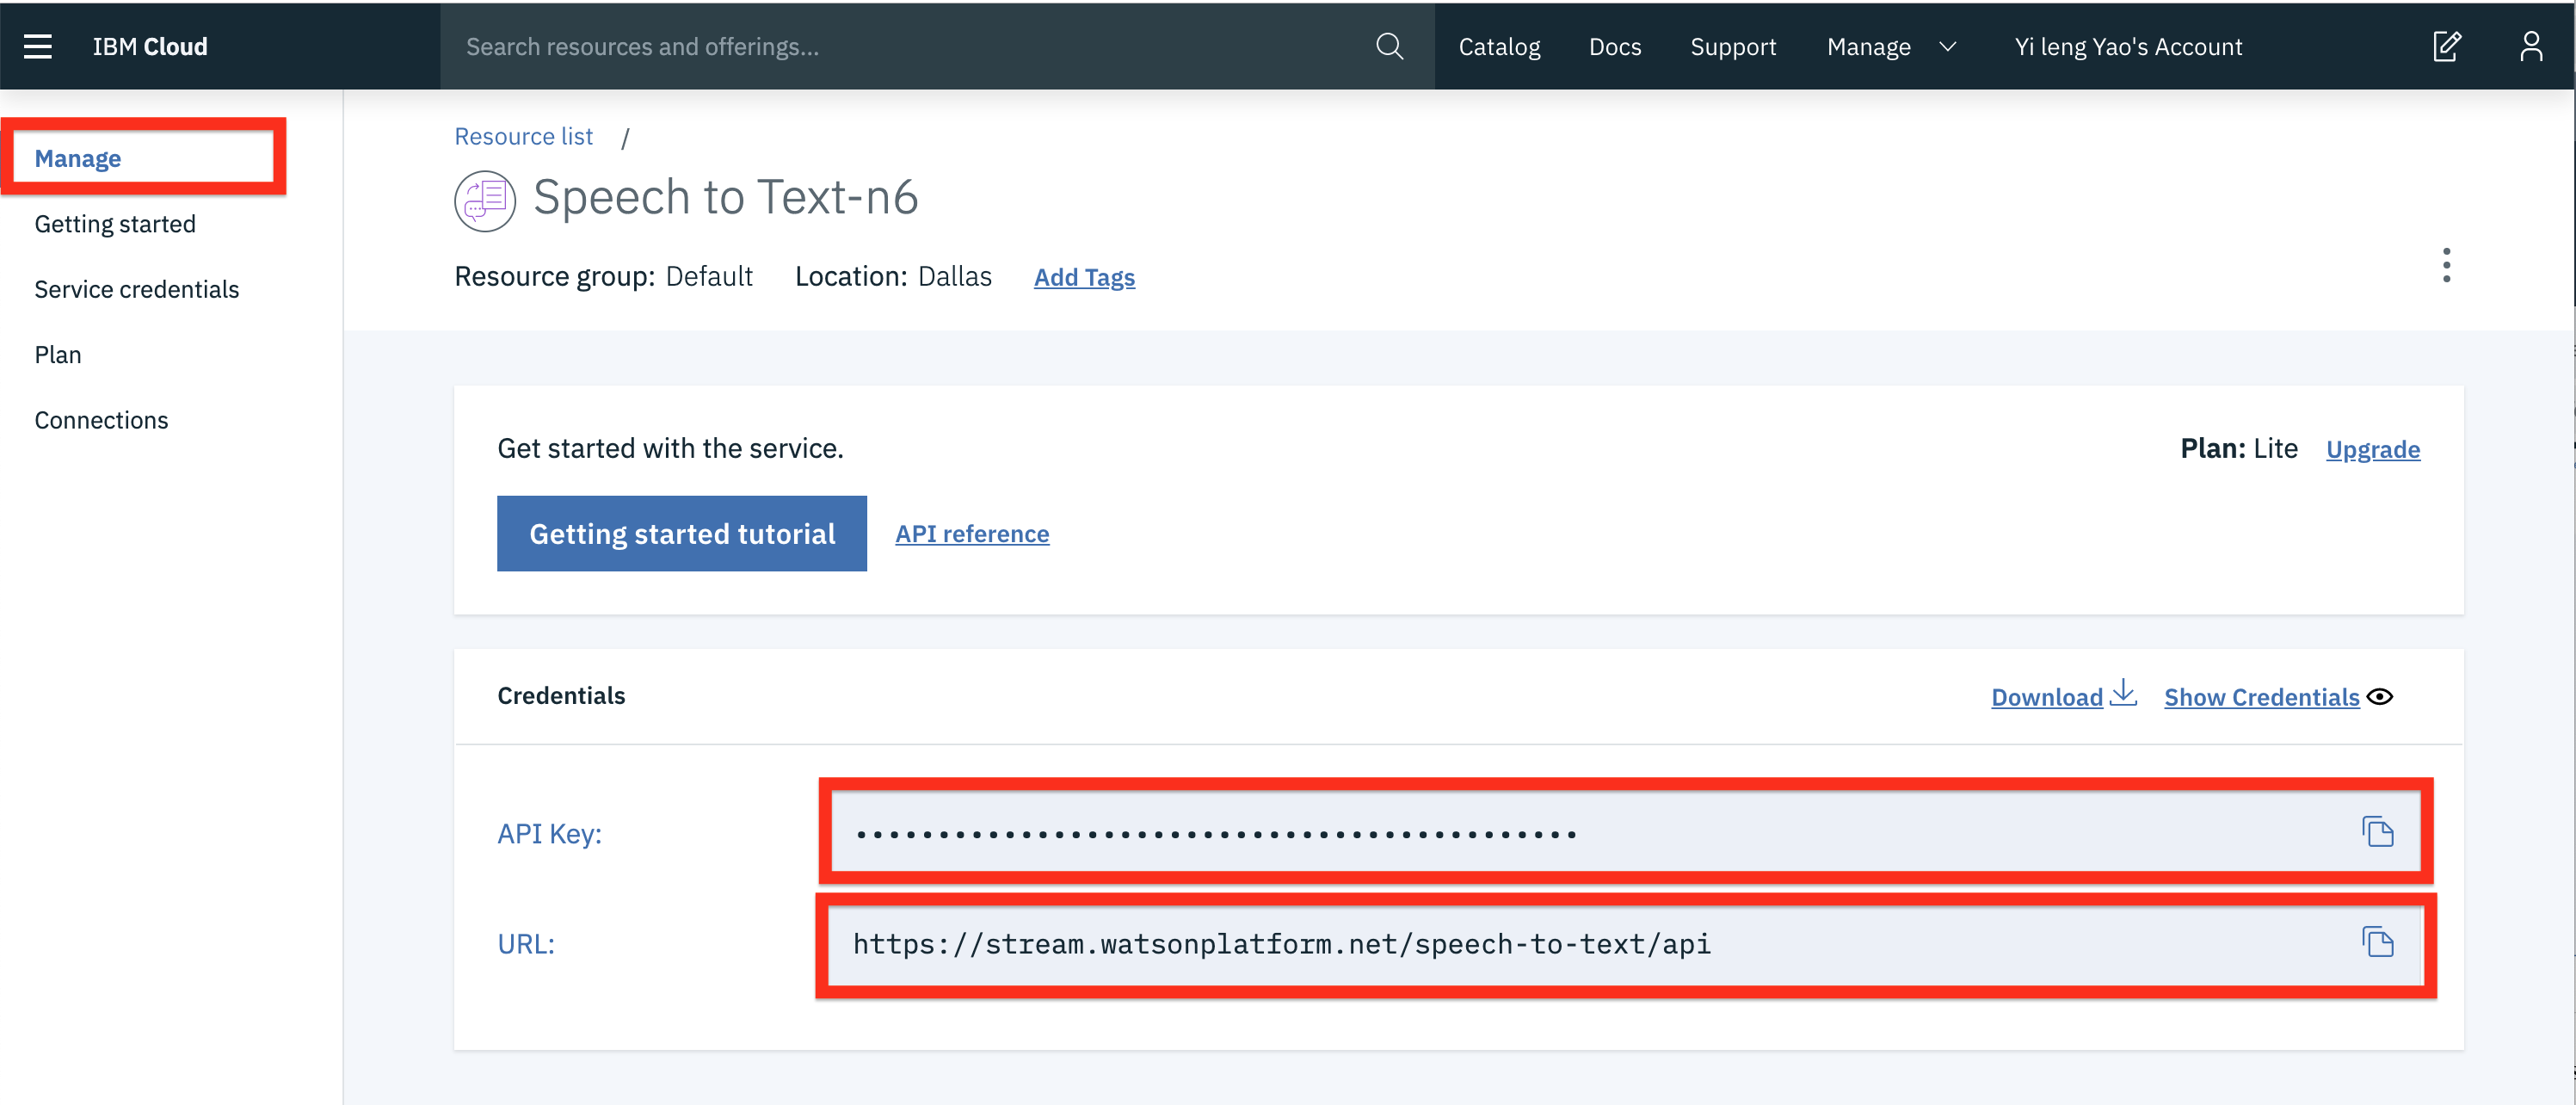 IBM Cloud
Search resources and offerings...
Catalog
Docs
Support
Manage
Yi leng Yao's Account
Manage
Getting started
Service credentials
Plan
Connections
Resource list /
Speech to Text-n6
Resource group: Default Location: Dallas Add Tags
Get started with the service.
Plan: Lite Upgrade
Getting started tutorial
API reference
Credentials
Download
Show Credentials
API Key:
URL:
https://stream.watsonplatform.net/speech-to-text/api